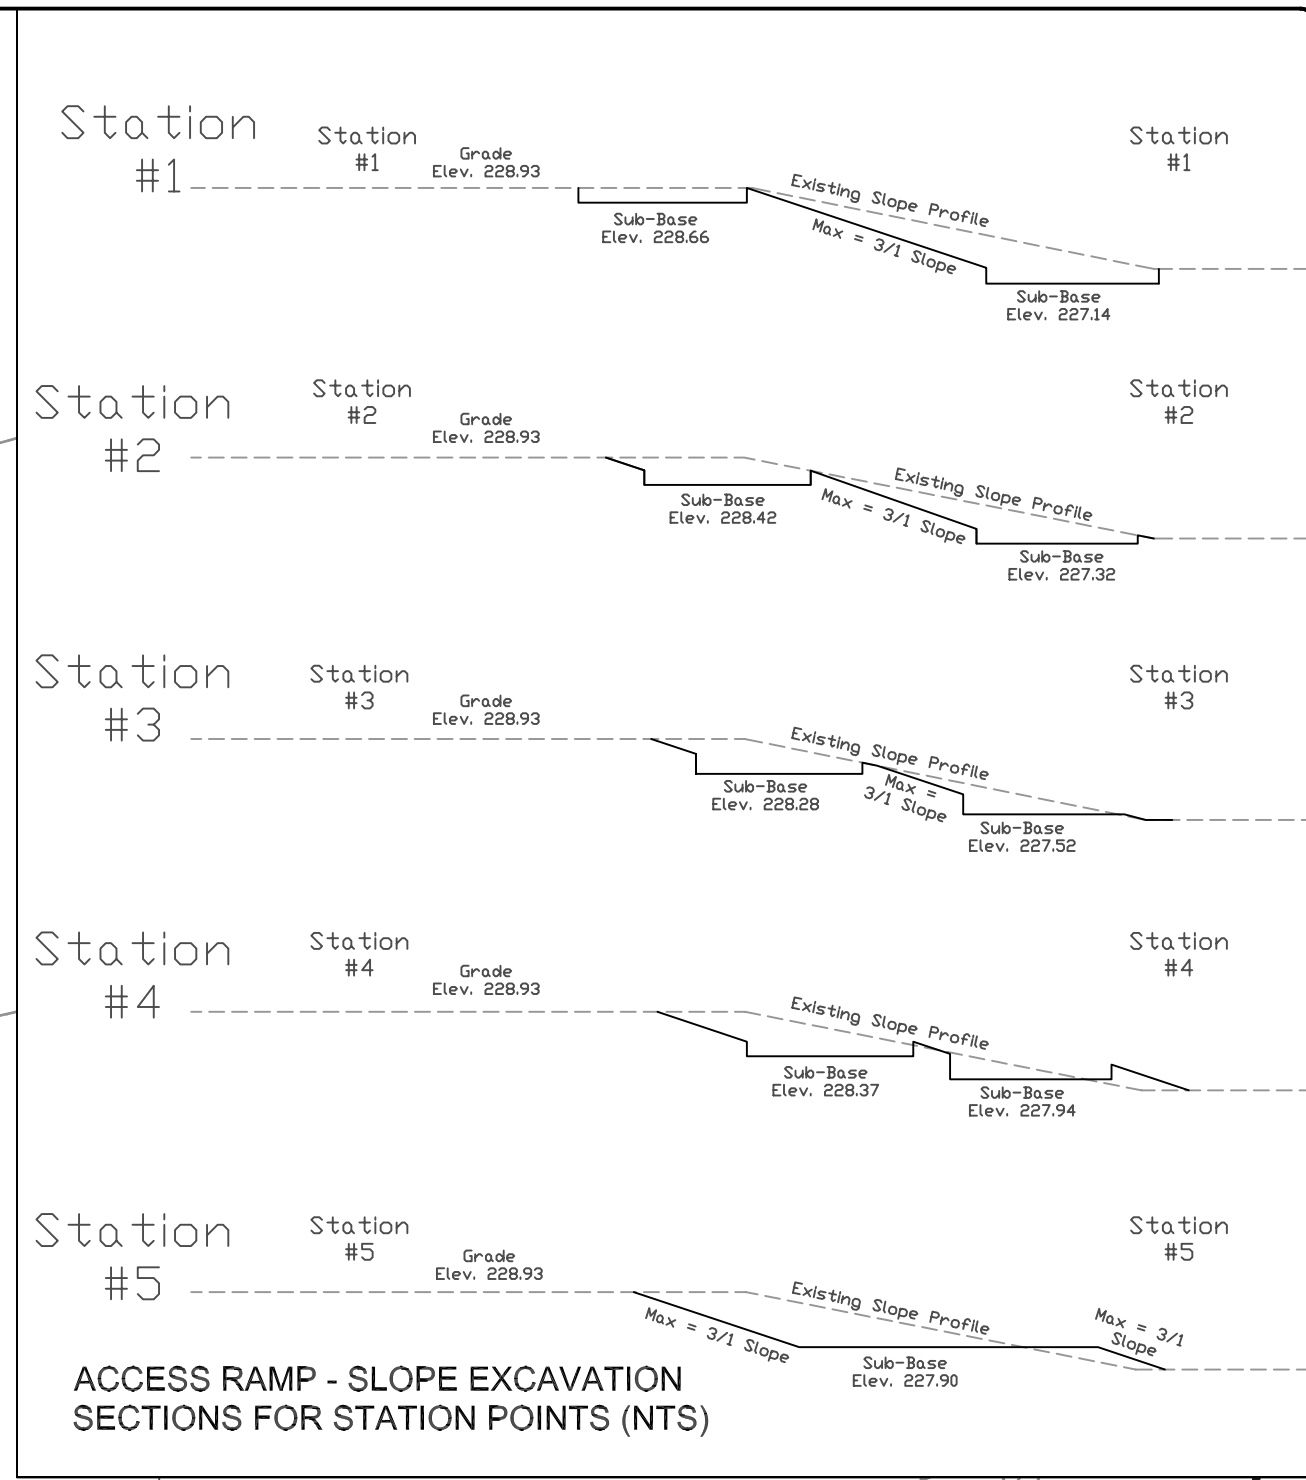 Station
#1
Station
#1
Grade
Elev. 228.93
Station
#1
Existing Slope Profile
Max = 3/1 Slope
Sub-Base
Elev. 228.66
Sub-Base
Elev. 227.14
Station
#2
Station
#2
Grade
Elev. 228.93
Station
#2
Existing Slope Profile
Max = 3/1 Slope
Sub-Base
Elev. 228.42
Sub-Base
Elev. 227.32
Station
#3
Station
#3
Grade
Elev. 228.93
Station
#3
Existing Slope Profile
Max =
3/1 Slope
Sub-Base
Elev. 228.28
Sub-Base
Elev. 227.52
Station
#4
Station
#4
Grade
Elev. 228.93
Station
#4
Existing Slope Profile
Sub-Base
Elev. 228.37
Sub-Base
Elev. 227.94
Station
#5
Station
#5
Grade
Elev. 228.93
Station
#5
Existing Slope Profile
Max = 3/1 Slope
Max = 3/1
Slope
Sub-Base
Elev. 227.90
ACCESS RAMP - SLOPE EXCAVATION
SECTIONS FOR STATION POINTS (NTS)